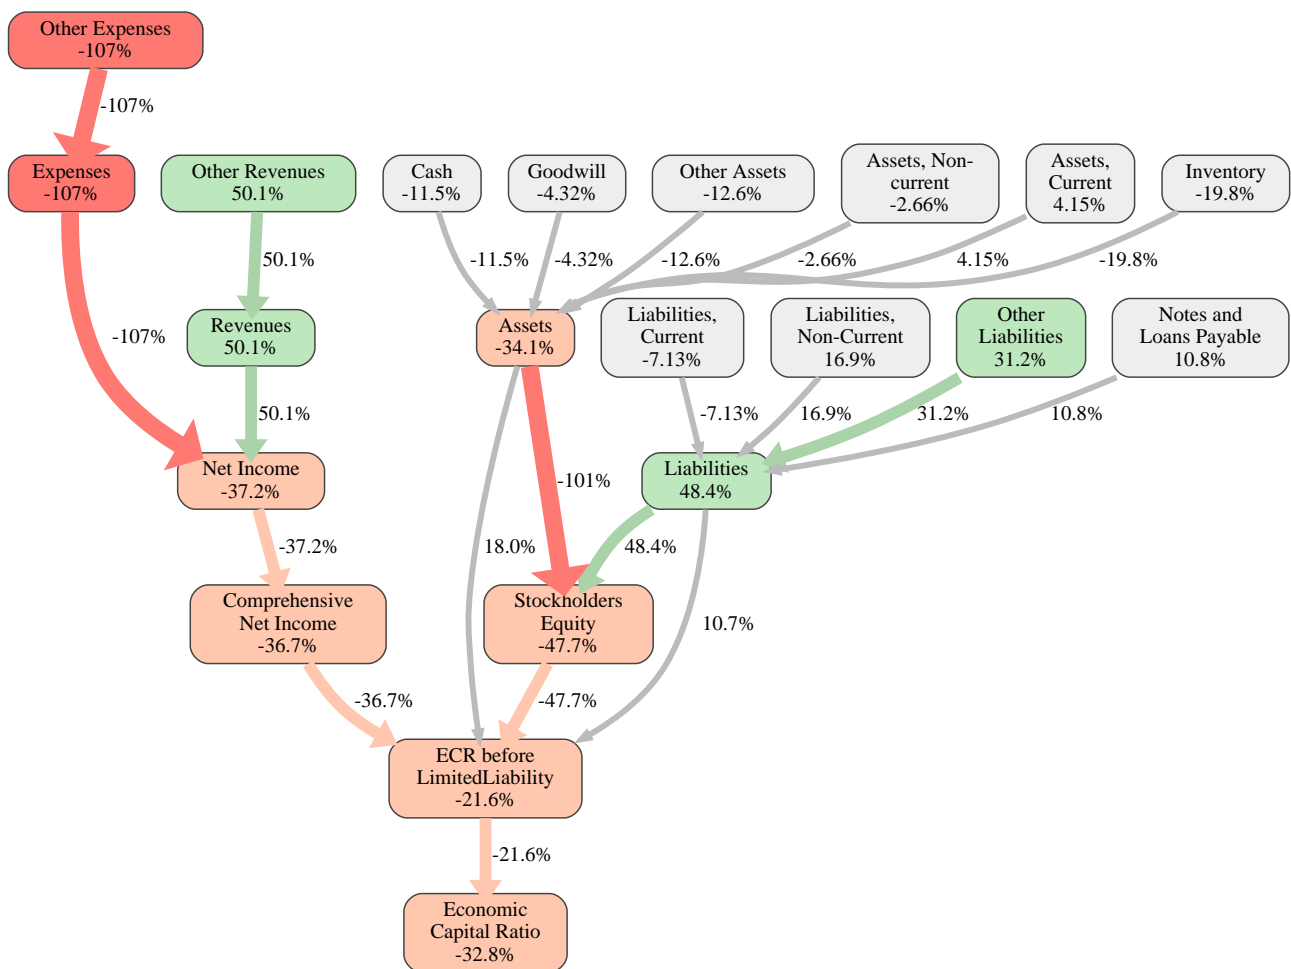 Other Expenses
-107%
-107%
Expenses
-107%
Other Revenues
50.1%
Cash
-11.5%
Goodwill
-4.32%
Other Assets
-12.6%
Assets, Non-
current
-2.66%
Assets,
Current
4.15%
Inventory
-19.8%
50.1%
-11.5%
-4.32%
-12.6%
-2.66%
4.15%
-19.8%
-107%
Revenues
50.1%
Assets
-34.1%
Liabilities,
Current
-7.13%
Liabilities,
Non-Current
16.9%
Other
Liabilities
31.2%
Notes and
Loans Payable
10.8%
50.1%
-7.13%
16.9%
31.2%
10.8%
Net Income
-37.2%
-101%
Liabilities
48.4%
-37.2%
18.0%
48.4%
Comprehensive
Net Income
-36.7%
Stockholders
Equity
-47.7%
10.7%
-36.7%
-47.7%
ECR before
LimitedLiability
-21.6%
-21.6%
Economic
Capital Ratio
-32.8%